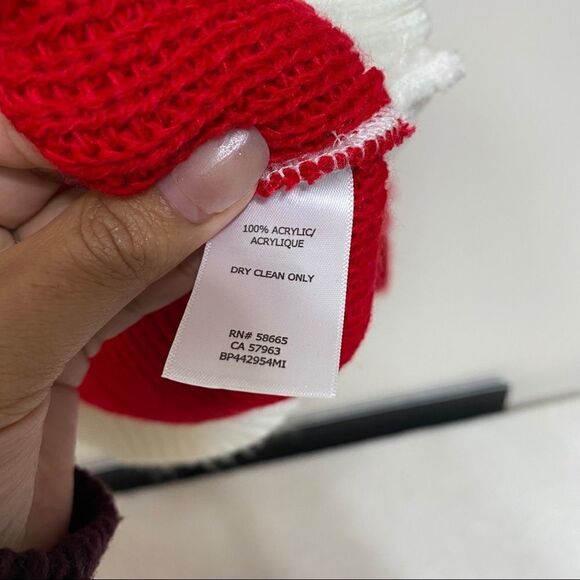 100% ACRYLIC/
ACRYLIQUE
DRY CLEAN ONLY
RN# 58665
CA 57963
BP442954MI